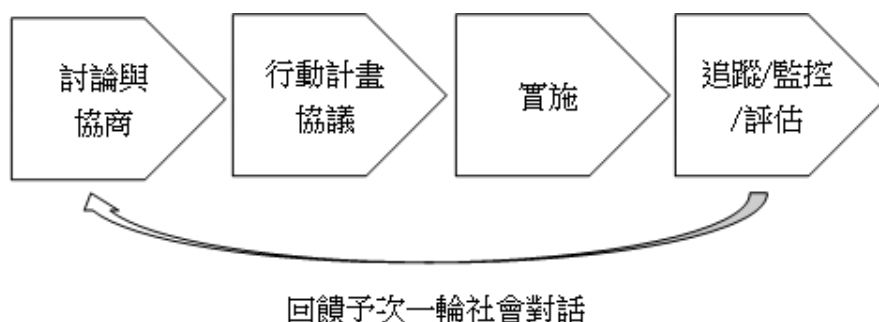 討論與
協商
行動計畫
協議
實施
追蹤/監控
/評估
回饋予次一輪社會對話